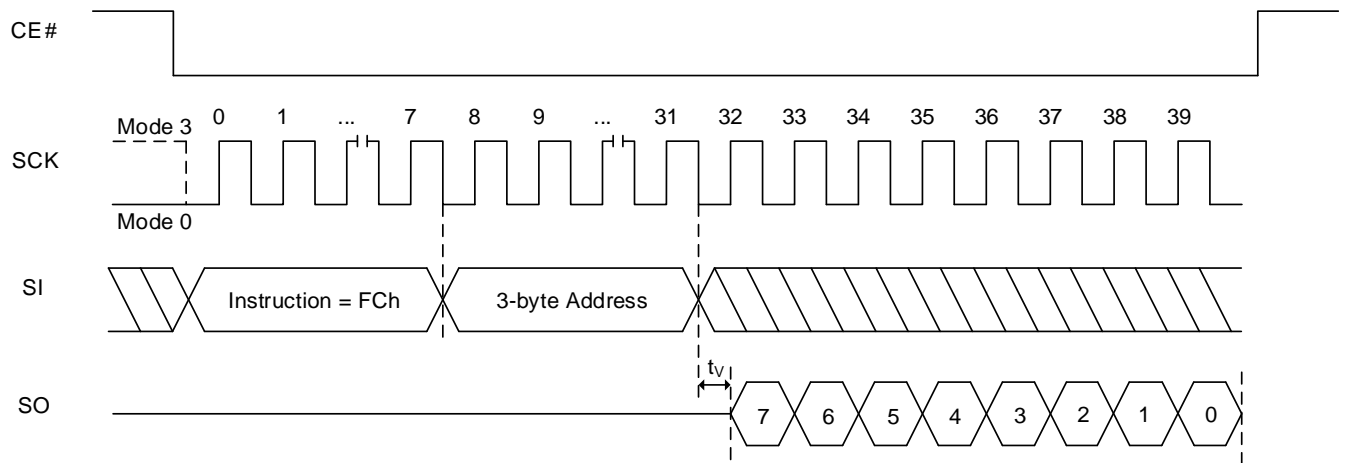 CE#
0 1 ... 7 8 9 ... 31 32 33 34 35 36 37 38 39
Mode 3
SCK
Mode 0
SI
Instruction = FCh
3-byte Address
tV
SO
7 6 5 4 3 2 1 0